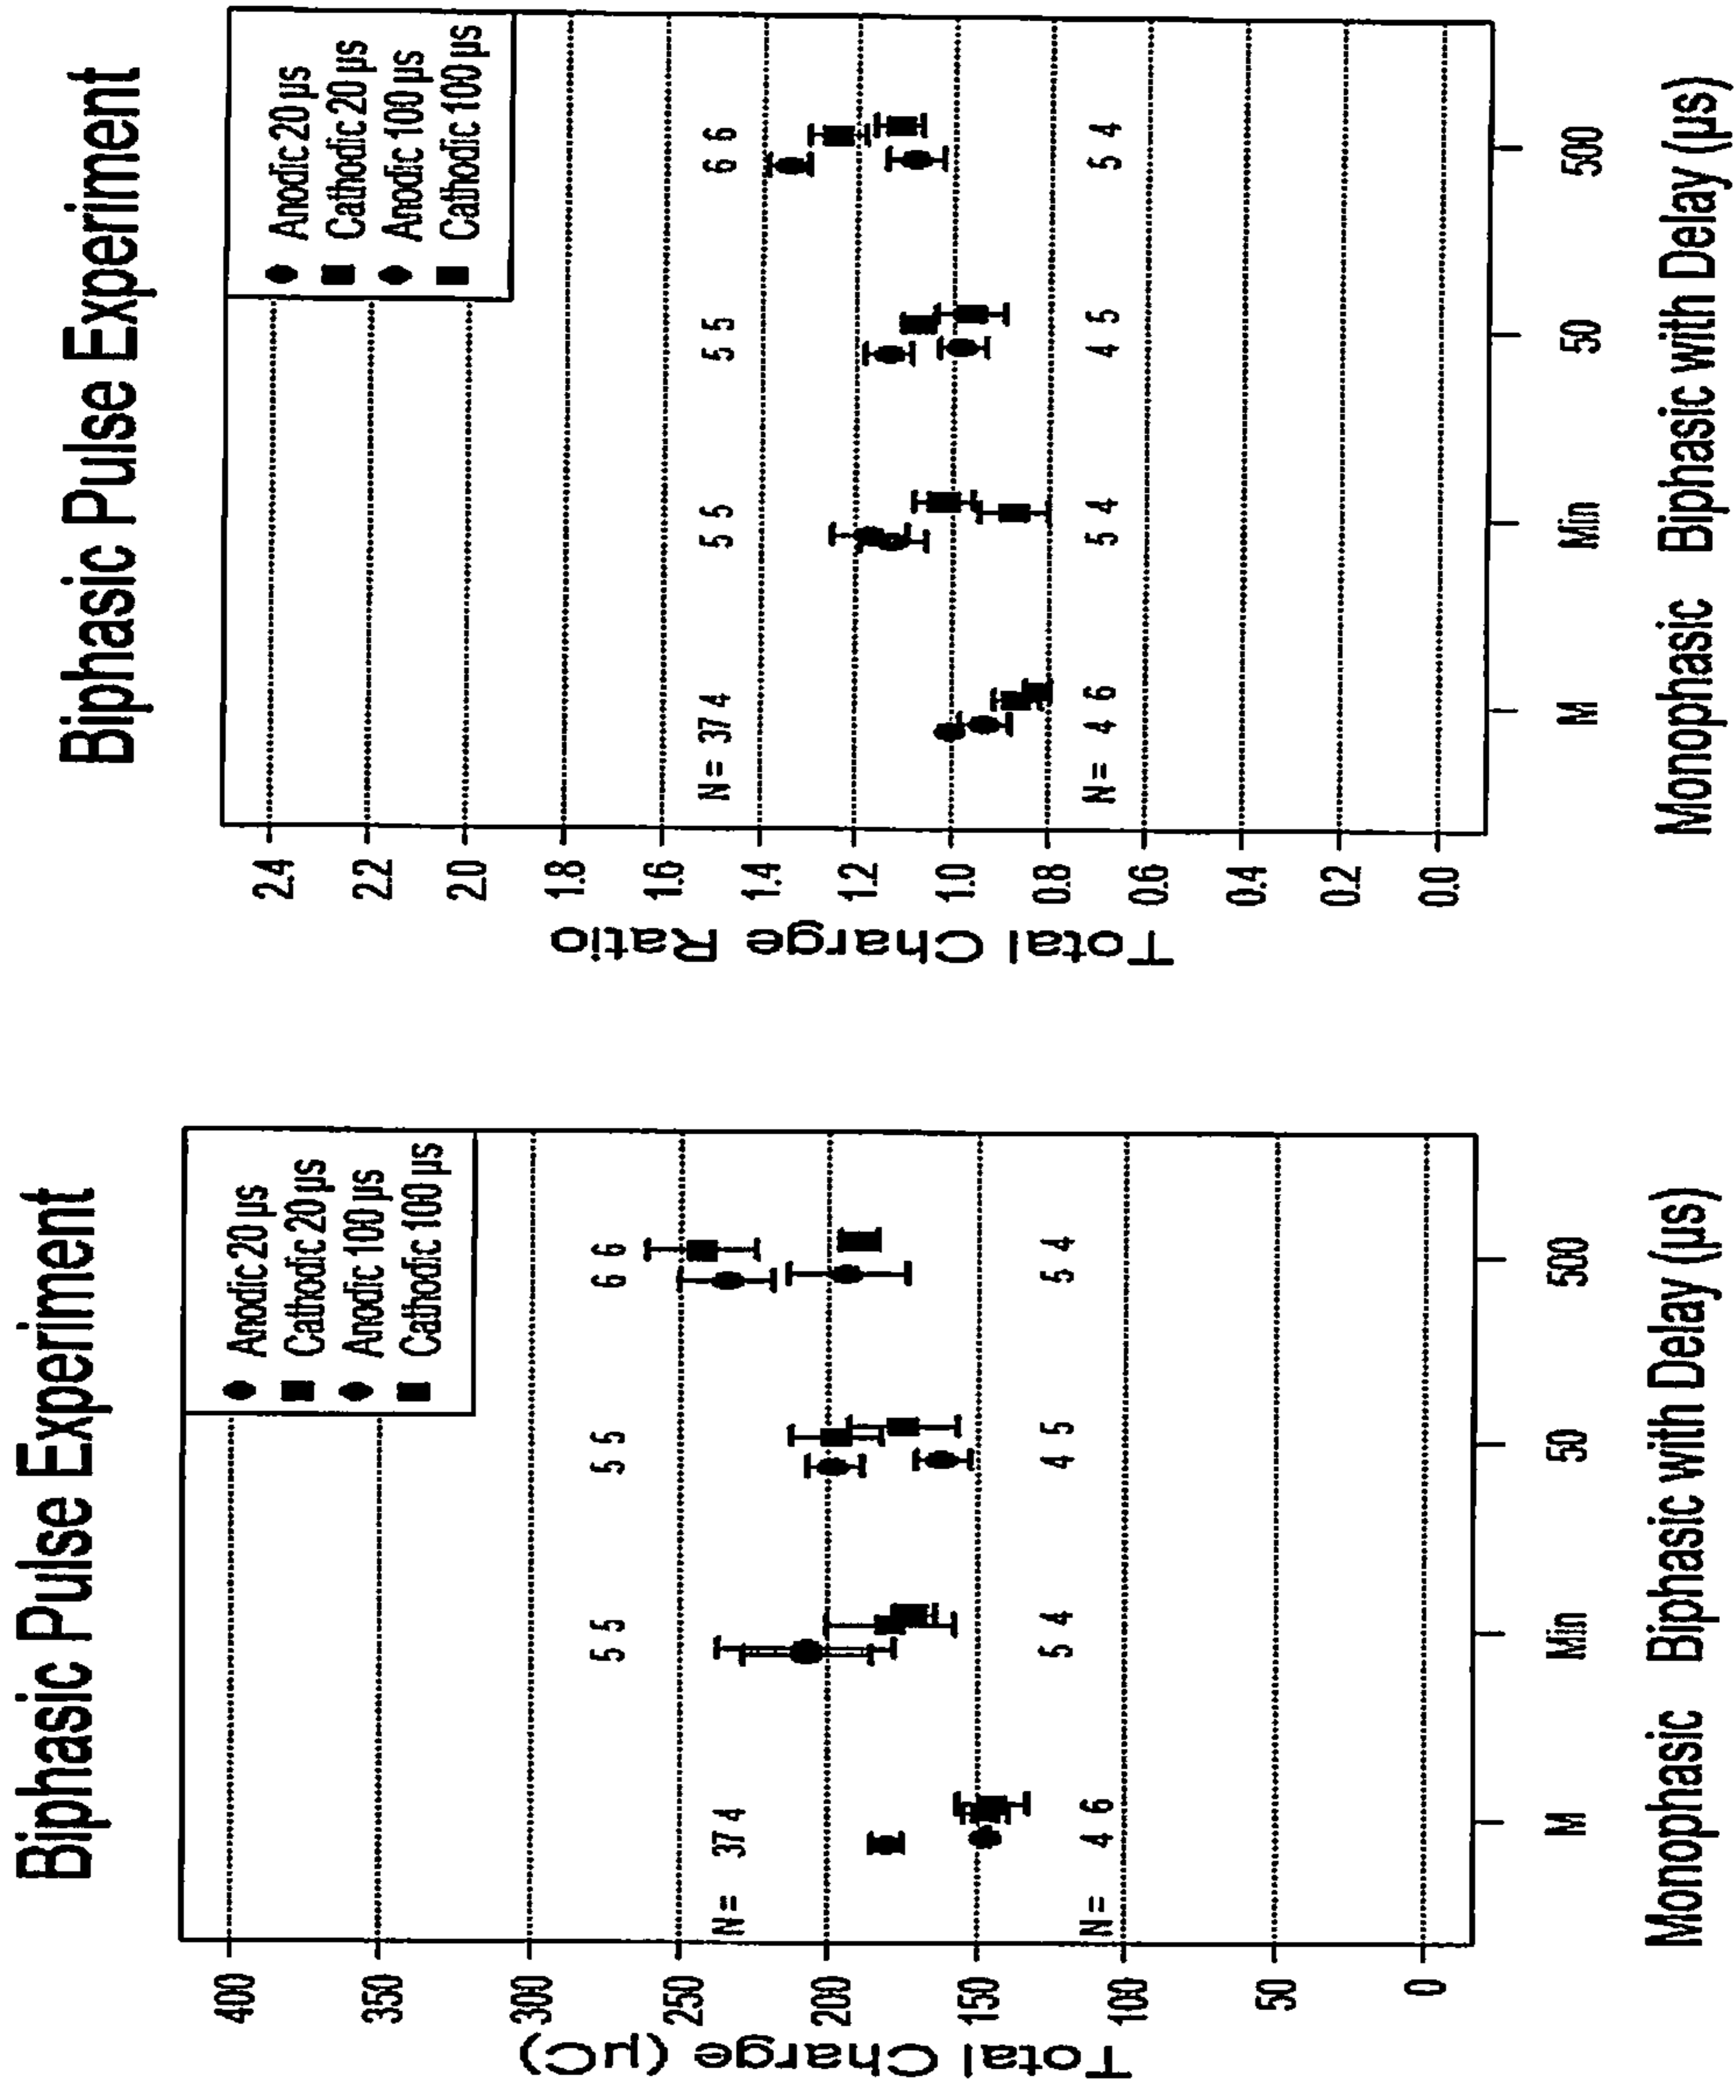 Biphasic Pulse Experiment
Total Charge (µC)
400
350
300
250
200
150
100
50
0
Anodic 20 µs
Cathodic 20 µs
Anodic 100 µs
Cathodic 100 µs
N= 37 4
5 5
5 5
6 6
N= 4 6
5 4
4 5
5 4
M
Min
50
500
Monophasic Biphasic with Delay (µs)
Biphasic Pulse Experiment
Total Charge Ratio
2.4
2.2
2.0
1.8
1.6
1.4
1.2
1.0
0.8
0.6
0.4
0.2
0.0
Anodic 20 µs
Cathodic 20 µs
Anodic 100 µs
Cathodic 100 µs
N= 37 4
5 5
5 5
6 6
N= 4 6
5 4
4 5
5 4
M
Min
50
500
Monophasic Biphasic with Delay (µs)